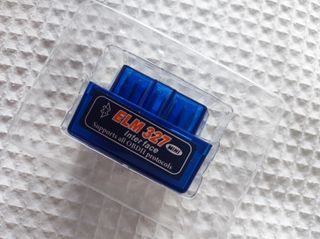 ELM 327
Interface
MINI
Supports all OBDII protocols